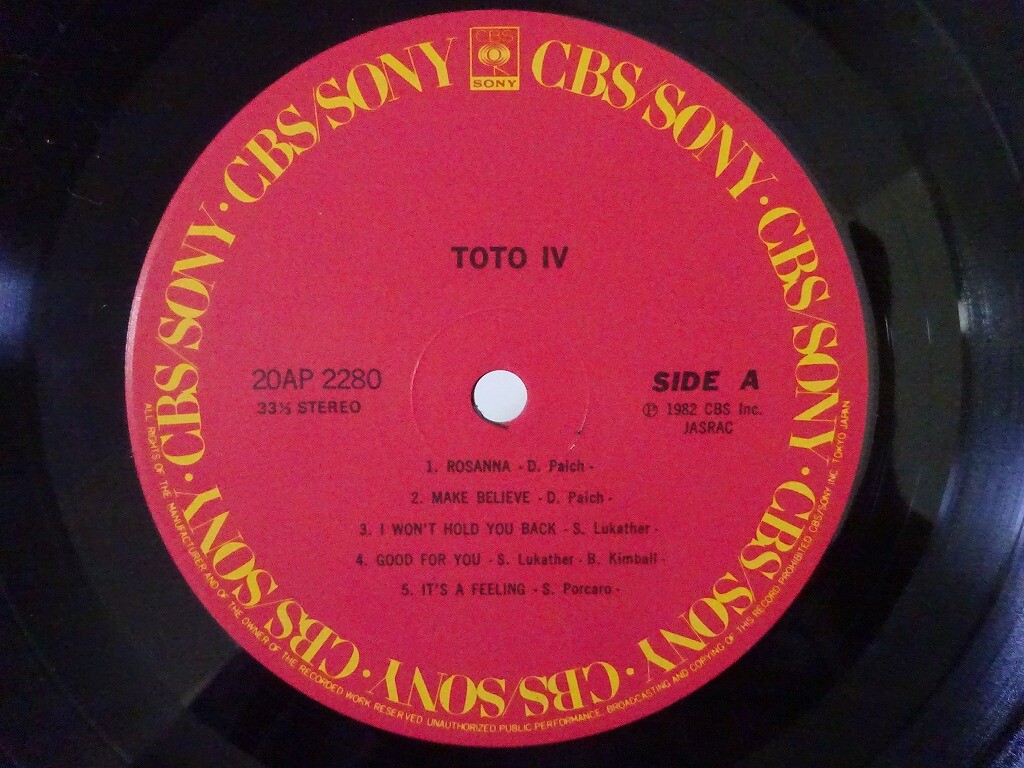 CBS
SONY
CBS/SONY · CBS/SONY · CBS/SONY · CBS/SONY · CBS/SONY · CBS/SONY · CBS/SONY · CBS/SONY
TOTO IV
20AP 2280
33⅓ STEREO
SIDE A
Ⓟ 1982 CBS Inc.
JASRAC
1. ROSANNA - D. Paich -
2. MAKE BELIEVE - D. Paich -
3. I WON'T HOLD YOU BACK - S. Lukather -
4. GOOD FOR YOU - S. Lukather - B. Kimball -
5. IT'S A FEELING - S. Porcaro -
ALL RIGHTS OF THE MANUFACTURER AND OF THE OWNER OF THE RECORDED WORK RESERVED UNAUTHORIZED PUBLIC PERFORMANCE, BROADCASTING AND COPYING OF THIS RECORD PROHIBITED CBS/SONY INC. TOKYO JAPAN